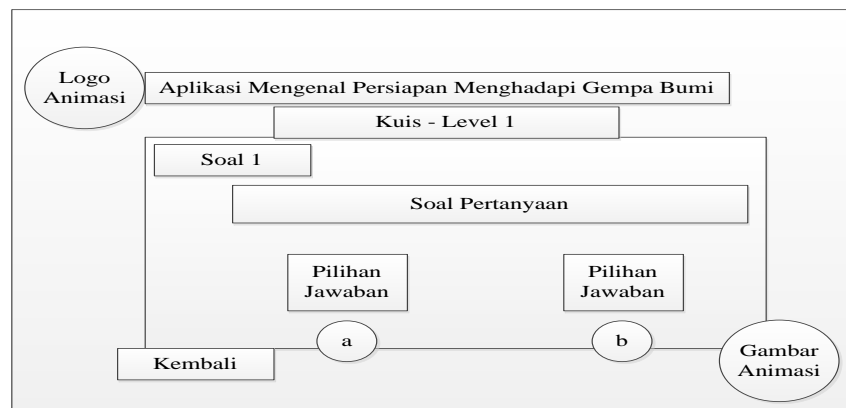 Logo
Animasi
Aplikasi Mengenal Persiapan Menghadapi Gempa Bumi
Kuis - Level 1
Soal 1
Soal Pertanyaan
Pilihan
Jawaban
Pilihan
Jawaban
a
b
Kembali
Gambar
Animasi